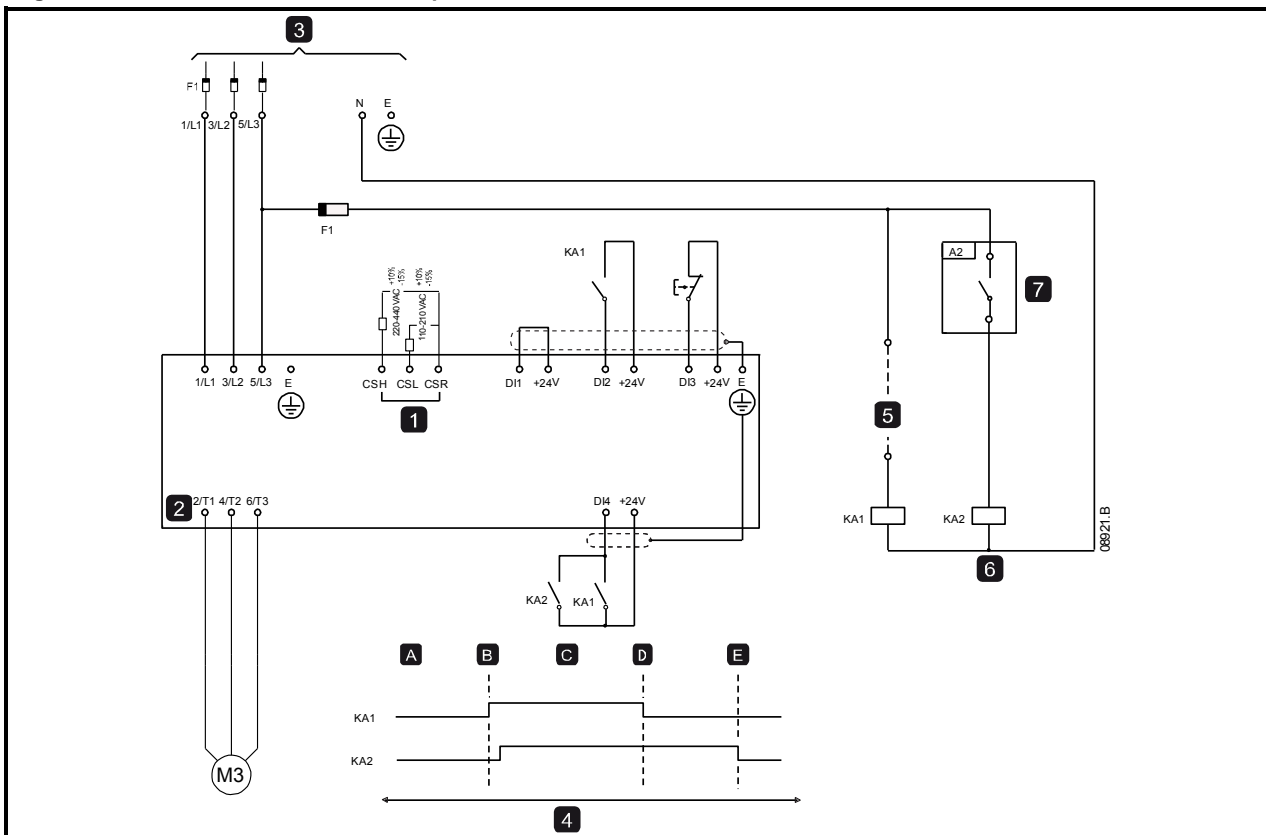 3
F1
N E
1/L1 3/L2 5/L3
F1
A2
7
KA1
+10%
-15%
+10%
-15%
220-440 VAC
110-210 VAC
1/L1 3/L2 5/L3 E
CSH CSL CSR
DI1 +24V DI2 +24V DI3 +24V E
1
5
2
2/T1 4/T2 6/T3
DI4 +24V
KA1
KA2
08921.B
6
KA2 KA1
A B C D E
KA1
KA2
M3
4